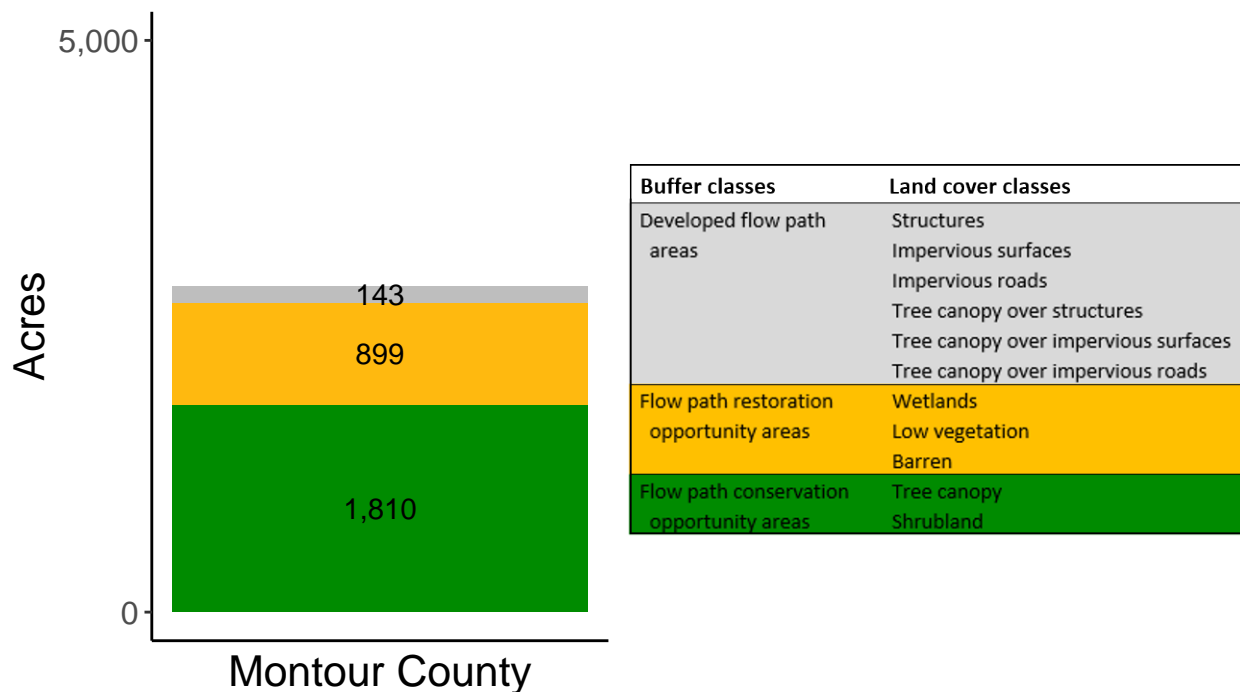 5,000
Acres
143
899
1,810
0
Montour County
Buffer classes Land cover classes
Developed flow path Structures
areas Impervious surfaces
Impervious roads
Tree canopy over structures
Tree canopy over impervious surfaces
Tree canopy over impervious roads
Flow path restoration Wetlands
opportunity areas Low vegetation
Barren
Flow path conservation Tree canopy
opportunity areas Shrubland